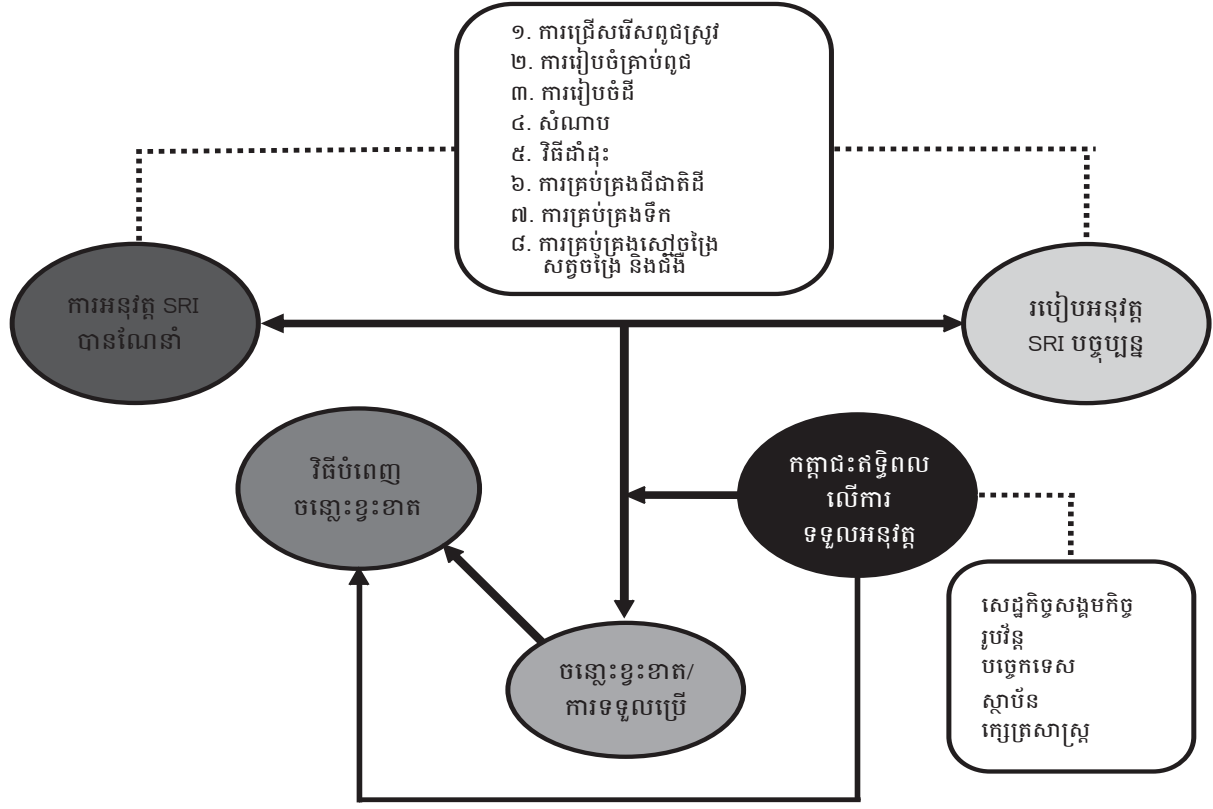 ១. ការជ្រើសរើសពូជស្រូវ
២. ការរៀបចំគ្រាប់ពូជ
៣. ការរៀបចំដី
៤. សំណាប
៥. វិធីដាំដុះ
៦. ការគ្រប់គ្រងជីជាតិដី
៧. ការគ្រប់គ្រងទឹក
៨. ការគ្រប់គ្រងស្មៅចង្រៃ
សត្វចង្រៃ និងជំងឺ
ការអនុវត្ត SRI
បានណែនាំ
របៀបអនុវត្ត
SRI បច្ចុប្បន្ន
វិធីបំពេញ
ចន្លោះខ្វះខាត
កត្តាជះឥទ្ធិពល
លើការ
ទទួលអនុវត្ត
ចន្លោះខ្វះខាត/
ការទទួលប្រើ
សេដ្ឋកិច្ចសង្គមកិច្ច
រូបវ័ន្ត
បច្ចេកទេស
ស្ថាប័ន
ក្សេត្រសាស្ត្រ